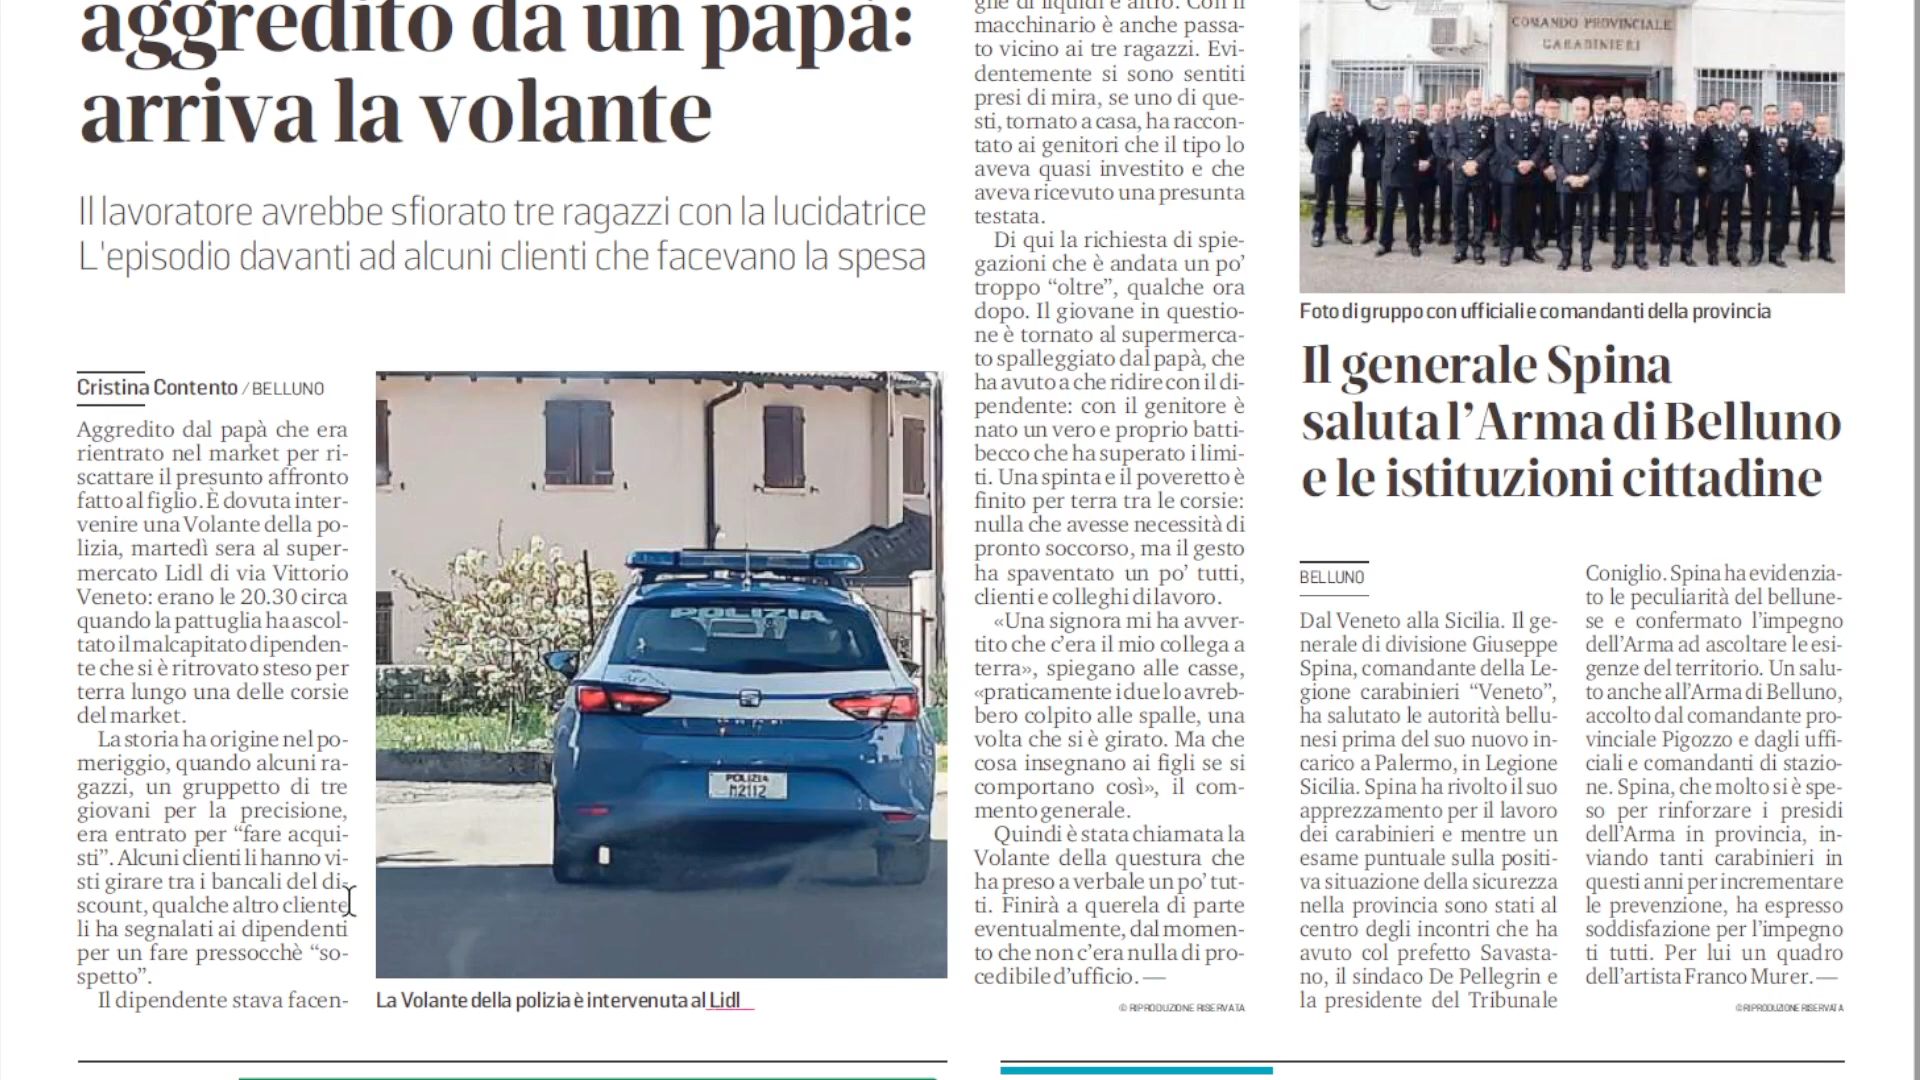 aggredito da un papà:
arriva la volante
Il lavoratore avrebbe sfiorato tre ragazzi con la lucidatrice
L'episodio davanti ad alcuni clienti che facevano la spesa
Cristina Contento / BELLUNO
Aggredito dal papà che era
rientrato nel market per ri-
scattare il presunto affronto
fatto al figlio. È dovuta inter-
venire una Volante della po-
lizia, martedì sera al super-
mercato Lidl di via Vittorio
Veneto: erano le 20.30 circa
quando la pattuglia ha ascol-
tato il malcapitato dipenden-
te che si è ritrovato steso per
terra lungo una delle corsie
del market.
La storia ha origine nel po-
meriggio, quando alcuni ra-
gazzi, un gruppetto di tre
giovani per la precisione,
era entrato per “fare acqui-
sti”. Alcuni clienti li hanno vi-
sti girare tra i bancali del di-
scount, qualche altro cliente
li ha segnalati ai dipendenti
per un fare pressocchè “so-
spetto”.
Il dipendente stava facen-
POLIZIA
POLIZIA
M2112
La Volante della polizia è intervenuta al Lidl
glie di liquidi e altro. Con il
macchinario è anche passa-
to vicino ai tre ragazzi. Evi-
dentemente si sono sentiti
presi di mira, se uno di que-
sti, tornato a casa, ha raccon-
tato ai genitori che il tipo lo
aveva quasi investito e che
aveva ricevuto una presunta
testata.
Di qui la richiesta di spie-
gazioni che è andata un po’
troppo “oltre”, qualche ora
dopo. Il giovane in questio-
ne è tornato al supermerca-
to spalleggiato dal papà, che
ha avuto a che ridire con il di-
pendente: con il genitore è
nato un vero e proprio batti-
becco che ha superato i limi-
ti. Una spinta e il poveretto è
finito per terra tra le corsie:
nulla che avesse necessità di
pronto soccorso, ma il gesto
ha spaventato un po’ tutti,
clienti e colleghi di lavoro.
«Una signora mi ha avver-
tito che c’era il mio collega a
terra», spiegano alle casse,
«praticamente i due lo avreb-
bero colpito alle spalle, una
volta che si è girato. Ma che
cosa insegnano ai figli se si
comportano così», il com-
mento generale.
Quindi è stata chiamata la
Volante della questura che
ha preso a verbale un po’ tut-
ti. Finirà a querela di parte
eventualmente, dal momen-
to che non c’era nulla di pro-
cedibile d’ufficio. —
© RIPRODUZIONE RISERVATA
COMANDO PROVINCIALE
CARABINIERI
Foto di gruppo con ufficiali e comandanti della provincia
Il generale Spina
saluta l’Arma di Belluno
e le istituzioni cittadine
BELLUNO
Dal Veneto alla Sicilia. Il ge-
nerale di divisione Giuseppe
Spina, comandante della Le-
gione carabinieri “Veneto”,
ha salutato le autorità bellu-
nesi prima del suo nuovo in-
carico a Palermo, in Legione
Sicilia. Spina ha rivolto il suo
apprezzamento per il lavoro
dei carabinieri e mentre un
esame puntuale sulla positi-
va situazione della sicurezza
nella provincia sono stati al
centro degli incontri che ha
avuto col prefetto Savasta-
no, il sindaco De Pellegrin e
la presidente del Tribunale
Coniglio. Spina ha evidenzia-
to le peculiarità del bellune-
se e confermato l’impegno
dell’Arma ad ascoltare le esi-
genze del territorio. Un salu-
to anche all’Arma di Belluno,
accolto dal comandante pro-
vinciale Pigozzo e dagli uffi-
ciali e comandanti di stazio-
ne. Spina, che molto si è spe-
so per rinforzare i presidi
dell’Arma in provincia, in-
viando tanti carabinieri in
questi anni per incrementare
le prevenzione, ha espresso
soddisfazione per l’impegno
ti tutti. Per lui un quadro
dell’artista Franco Murer. —
© RIPRODUZIONE RISERVATA